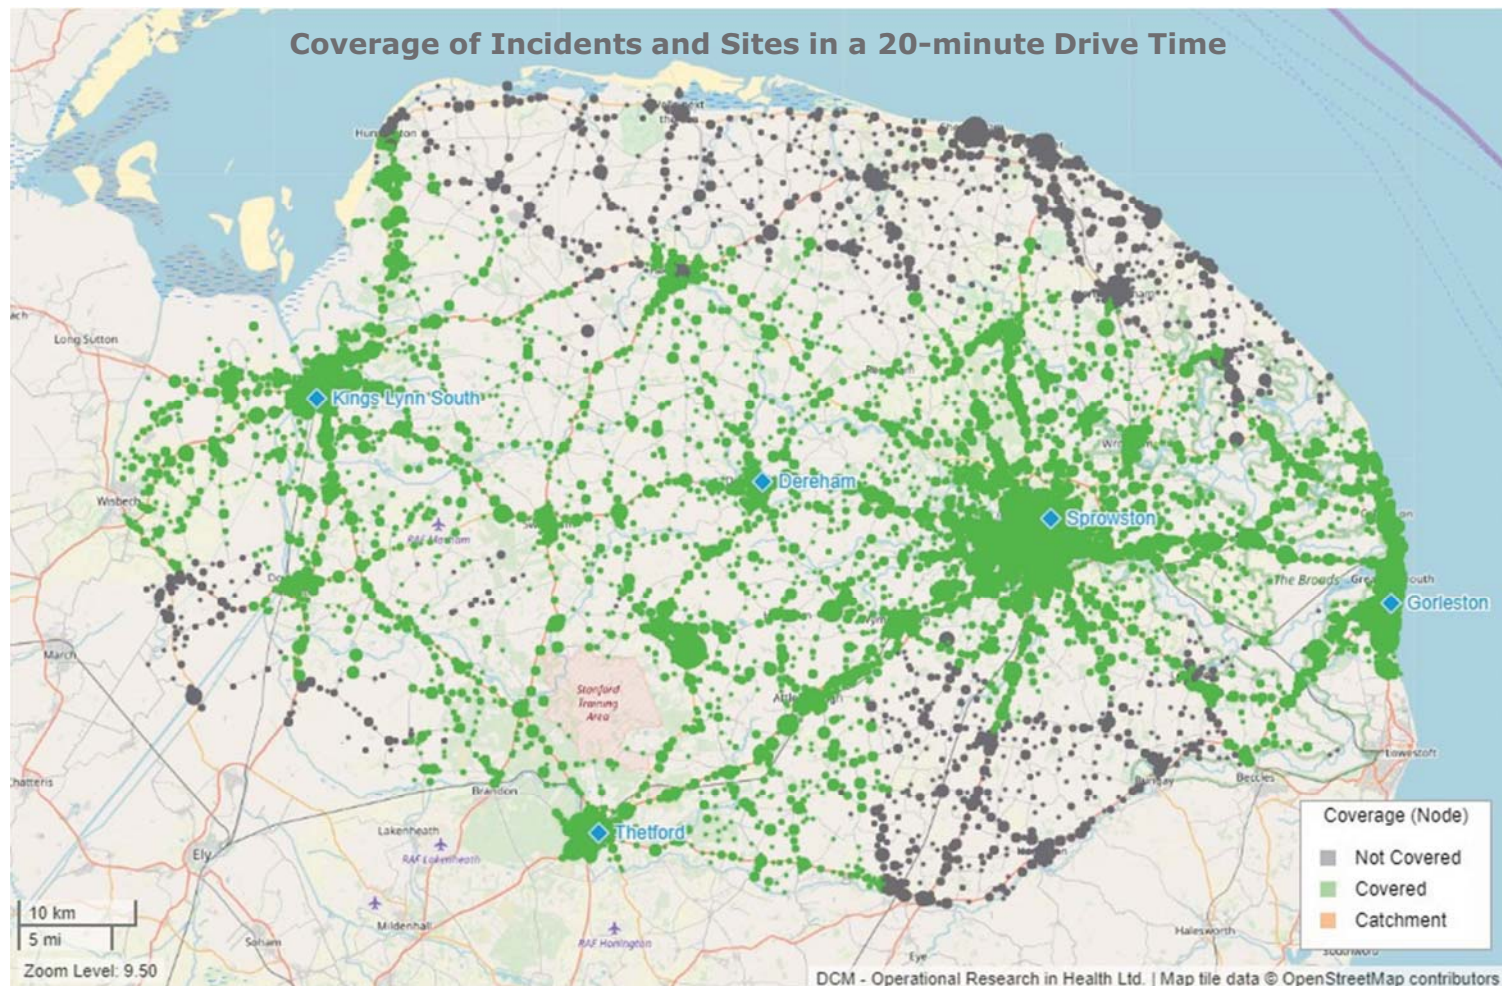 Coverage of Incidents and Sites in a 20-minute Drive Time
Long Sutton
Kings Lynn South
Wisbech
Dereham
Sprowston
RAF Marham
The Broads
Gorleston
March
Stanford
Training
Area
Lowestoft
Bungay
Beccles
Brandon
Thetford
Lakenheath
RAF Lakenheath
Ely
Mildenhall
Soham
RAF Honington
Halesworth
Eye
Coverage (Node)
Not Covered
Covered
Catchment
10 km
5 mi
Zoom Level: 9.50
DCM - Operational Research in Health Ltd. | Map tile data © OpenStreetMap contributors